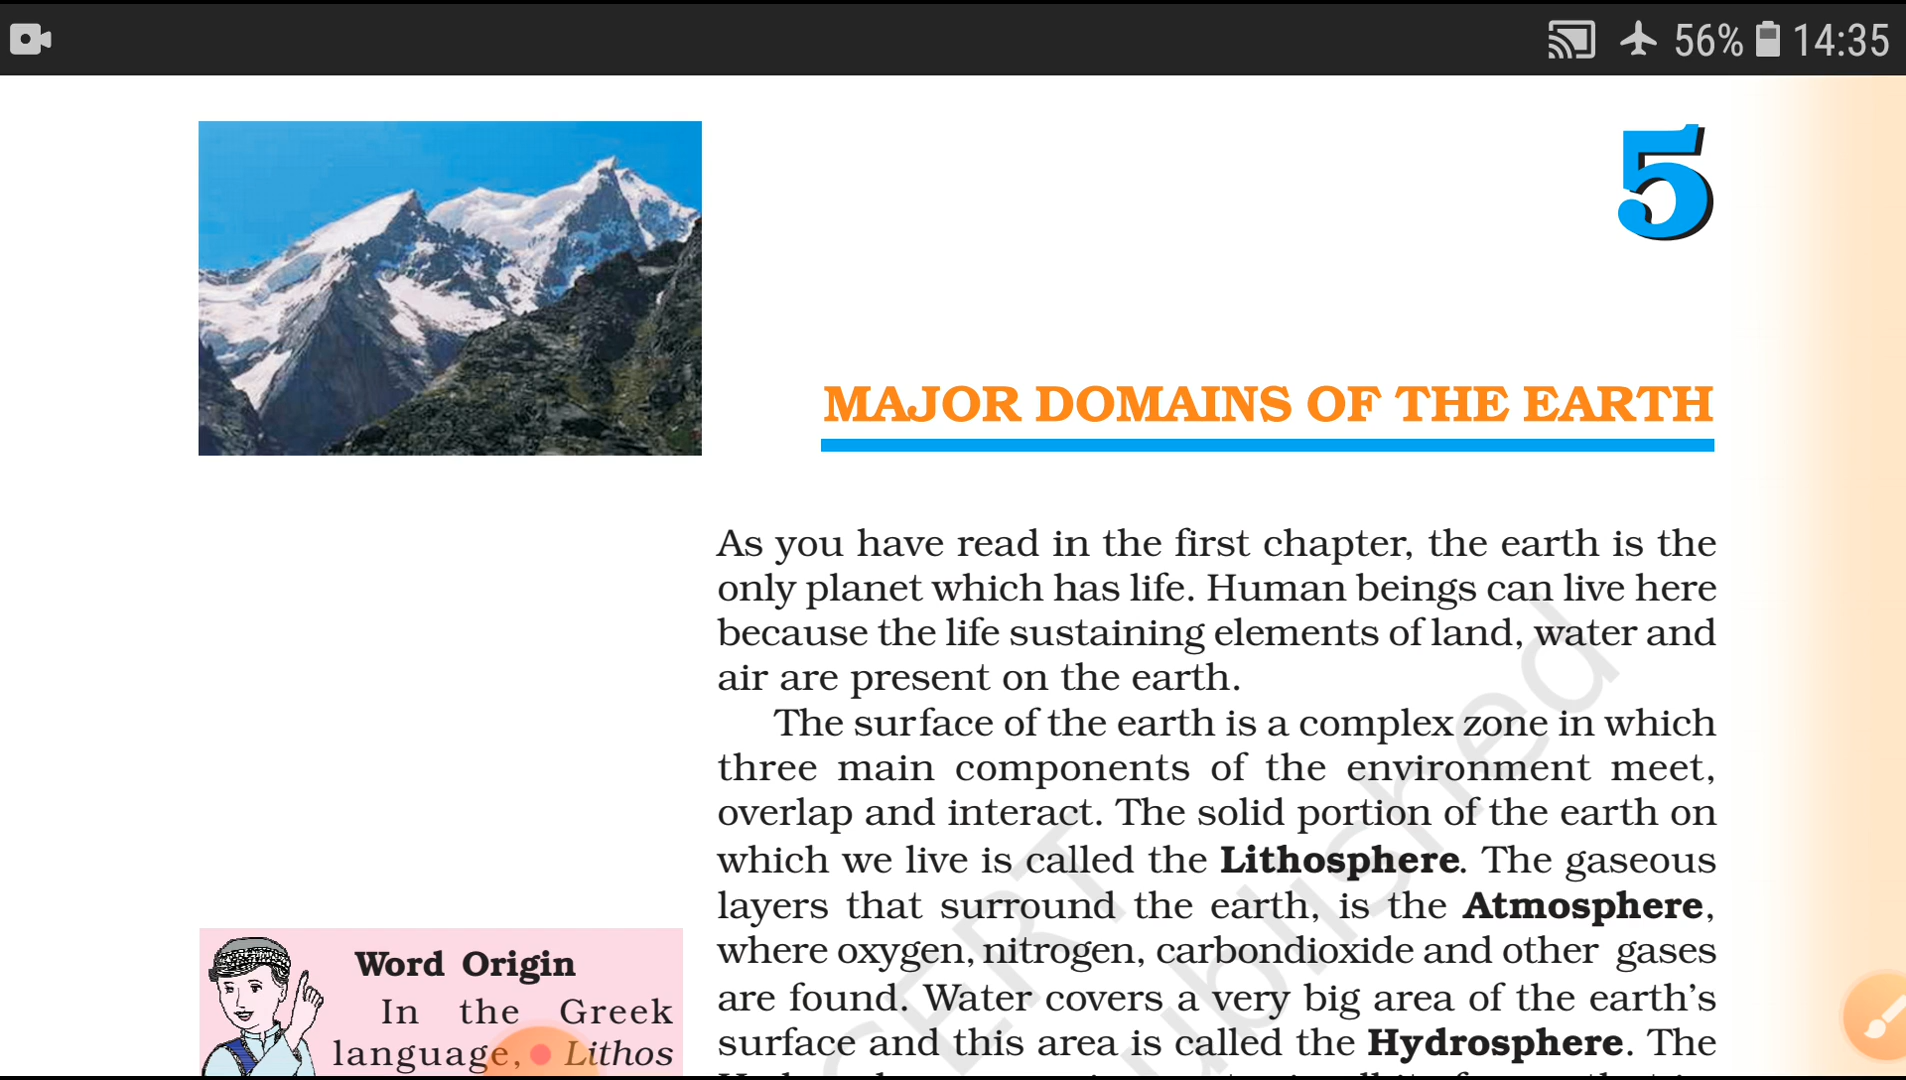 56% 14:35
5
MAJOR DOMAINS OF THE EARTH
As you have read in the first chapter, the earth is the
only planet which has life. Human beings can live here
because the life sustaining elements of land, water and
air are present on the earth.
The surface of the earth is a complex zone in which
three main components of the environment meet,
overlap and interact. The solid portion of the earth on
which we live is called the Lithosphere. The gaseous
layers that surround the earth, is the Atmosphere,
where oxygen, nitrogen, carbondioxide and other gases
are found. Water covers a very big area of the earth's
surface and this area is called the Hydrosphere. The
Word Origin
In the Greek
language, Lithos